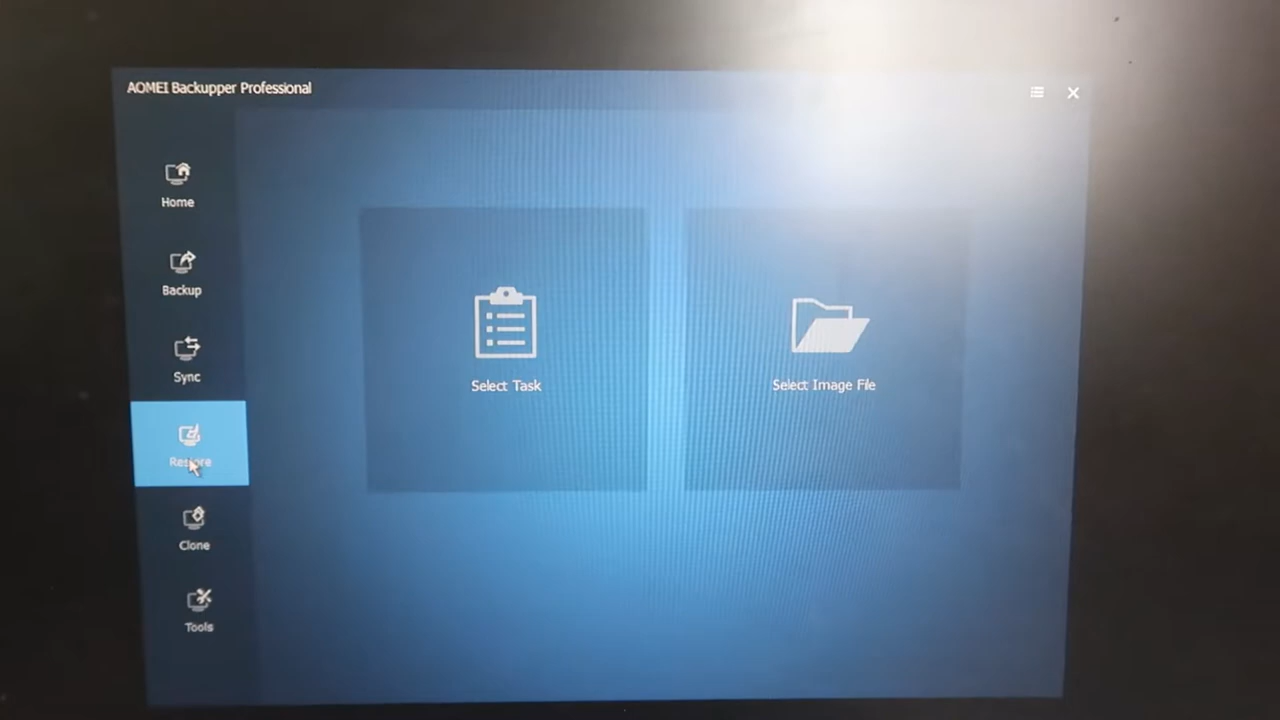 AOMEI Backupper Professional
Home
Backup
Sync
Restore
Clone
Tools
Select Task
Select Image File